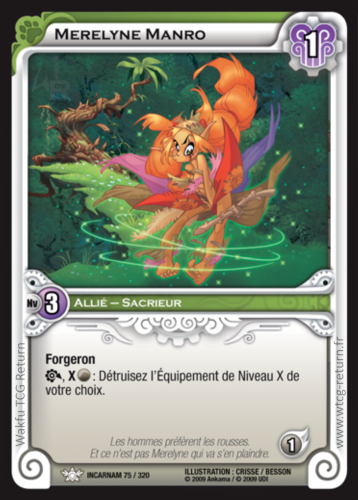 MERELYNE MANRO
1
Nv 3
ALLIÉ – SACRIEUR
Forgeron
, X : Détruisez l'Équipement de Niveau X de
votre choix.
Les hommes préfèrent les rousses.
Et ce n'est pas Merelyne qui va s'en plaindre.
1
INCARNAM 75 / 320
ILLUSTRATION : CRISSE / BESSON
© 2009 Ankama / © 2009 UDI
Wakfu TCG Return
www.wtcg-return.fr